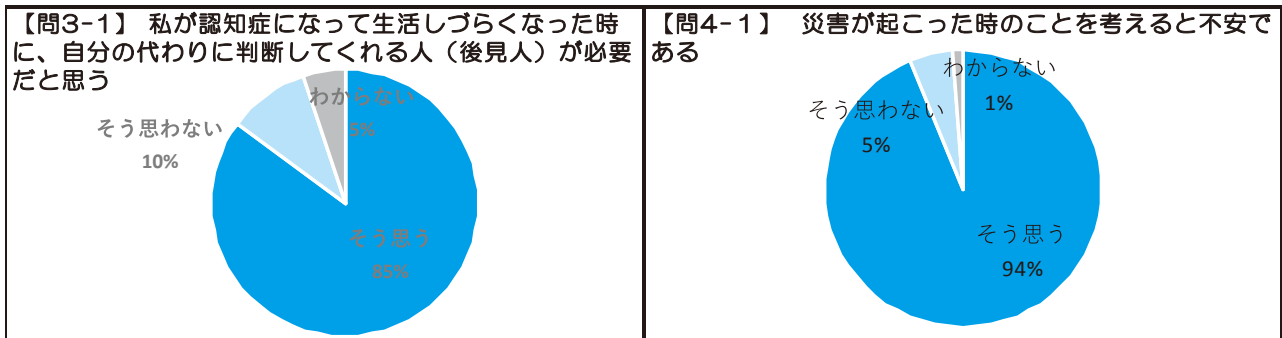 【問3-1】 私が認知症になって生活しづらくなった時
に、自分の代わりに判断してくれる人（後見人）が必要
だと思う
わからない
5%
そう思わない
10%
そう思う
85%
【問4-1】 災害が起こった時のことを考えると不安で
ある
わからない
1%
そう思わない
5%
そう思う
94%